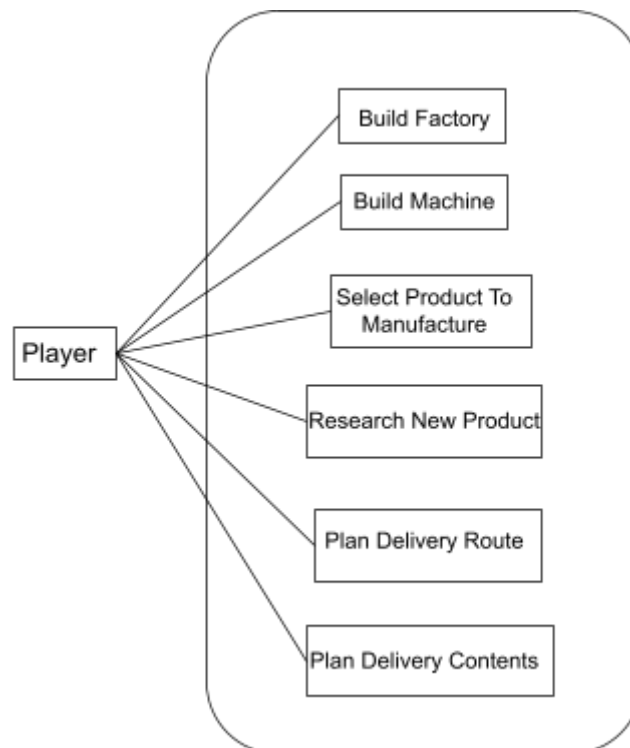 Build Factory
Build Machine
Select Product To
Manufacture
Player
Research New Product
Plan Delivery Route
Plan Delivery Contents